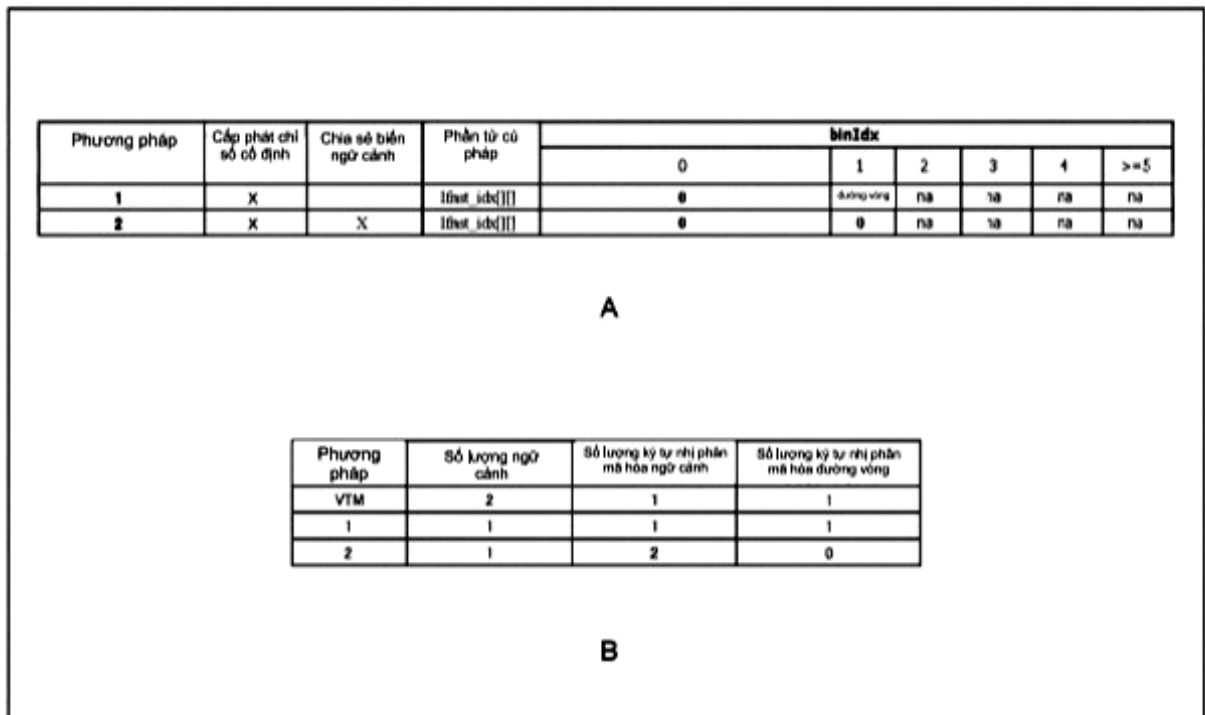 Phương pháp Cấp phát chỉ số cố định Chia sẻ biến ngữ cảnh Phần tử cú pháp binIdx
0 1 2 3 4 >=5
1 X lfnst_idx[][] 0 đường vòng na na na na
2 X X lfnst_idx[][] 0 0 na na na na
A
Phương pháp Số lượng ngữ cảnh Số lượng ký tự nhị phân mã hóa ngữ cảnh Số lượng ký tự nhị phân mã hóa đường vòng
VTM 2 1 1
1 1 1 1
2 1 2 0
B